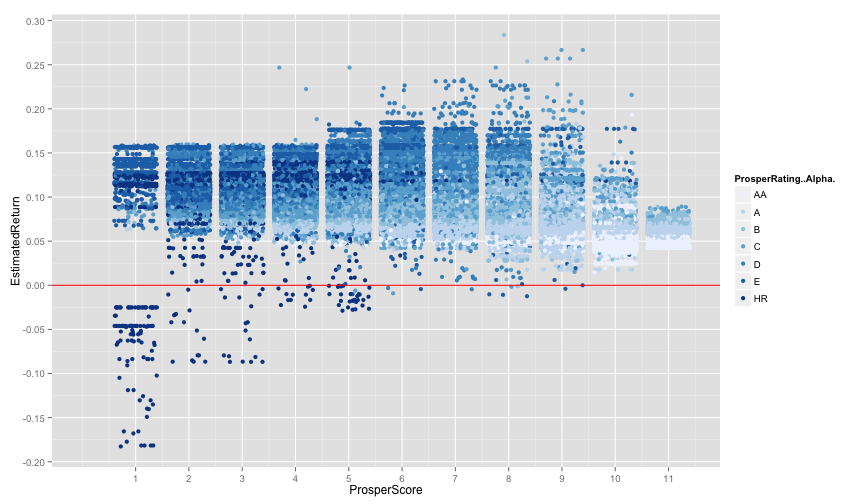 0.30
0.25
0.20
0.15
0.10
0.05
0.00
-0.05
-0.10
-0.15
-0.20
EstimatedReturn
1 2 3 4 5 6 7 8 9 10 11
ProsperScore
ProsperRating..Alpha.
AA
A
B
C
D
E
HR